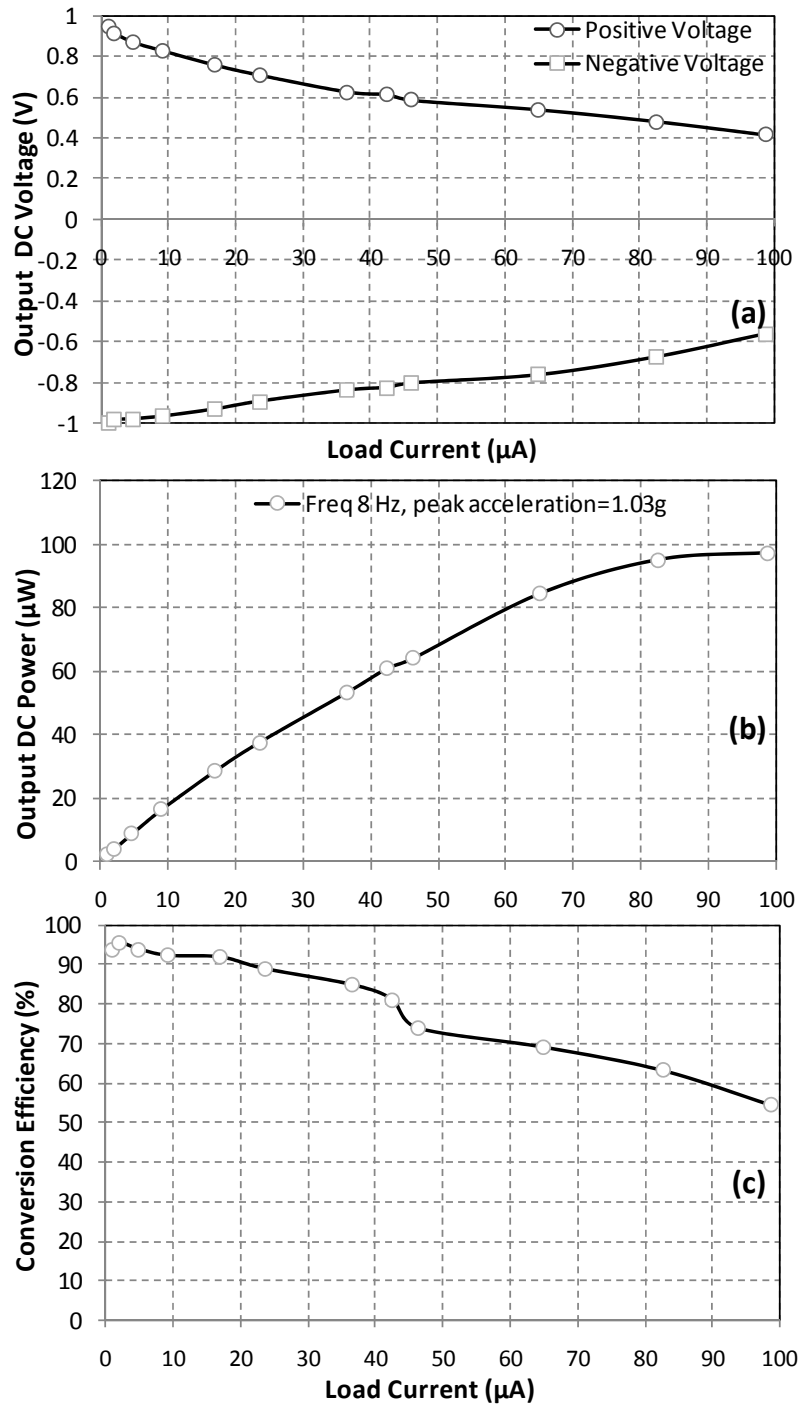 1
0.8
0.6
0.4
0.2
0
-0.2
-0.4
-0.6
-0.8
-1
Output DC Voltage (V)
Positive Voltage
Negative Voltage
0 10 20 30 40 50 60 70 80 90 100
(a)
Load Current (µA)
120
100
80
60
40
20
0
Output DC Power (µW)
Freq 8 Hz, peak acceleration=1.03g
(b)
0 10 20 30 40 50 60 70 80 90 100
100
90
80
70
60
50
40
30
20
10
0
Conversion Efficiency (%)
(c)
0 10 20 30 40 50 60 70 80 90 100
Load Current (µA)